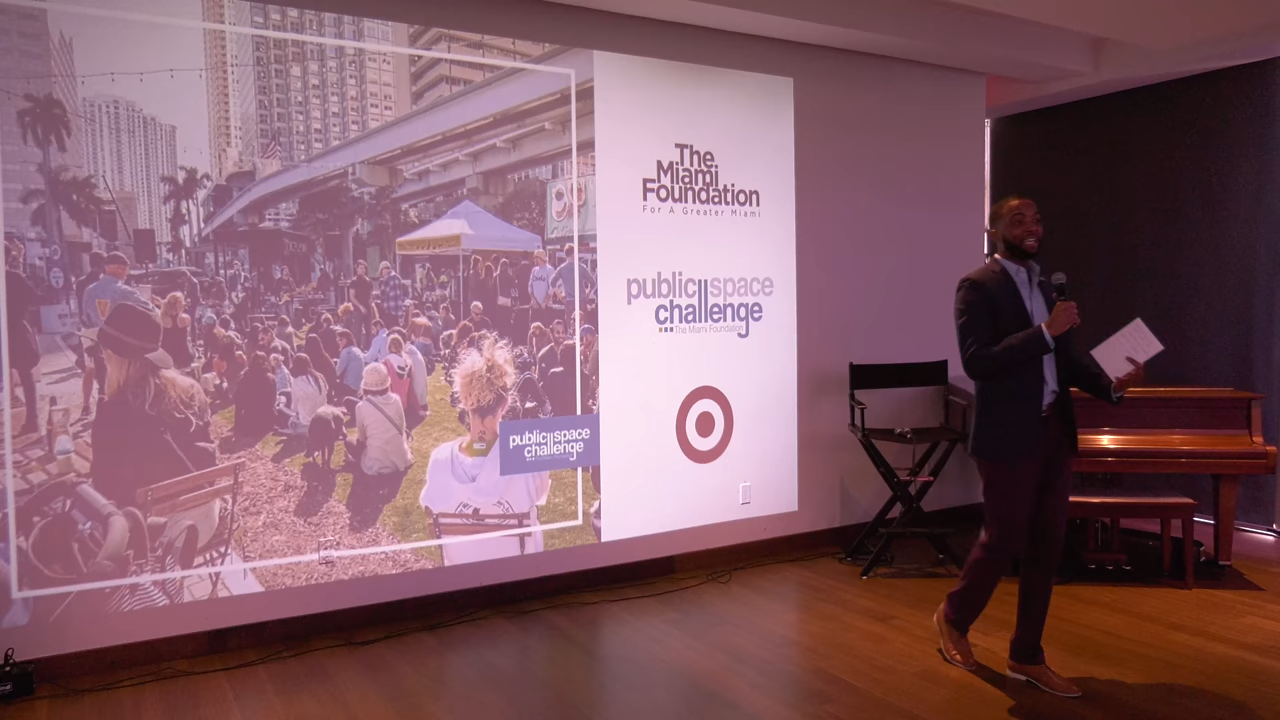 The
Miami
Foundation
For A Greater Miami
public space
challenge
The Miami Foundation
public space
challenge